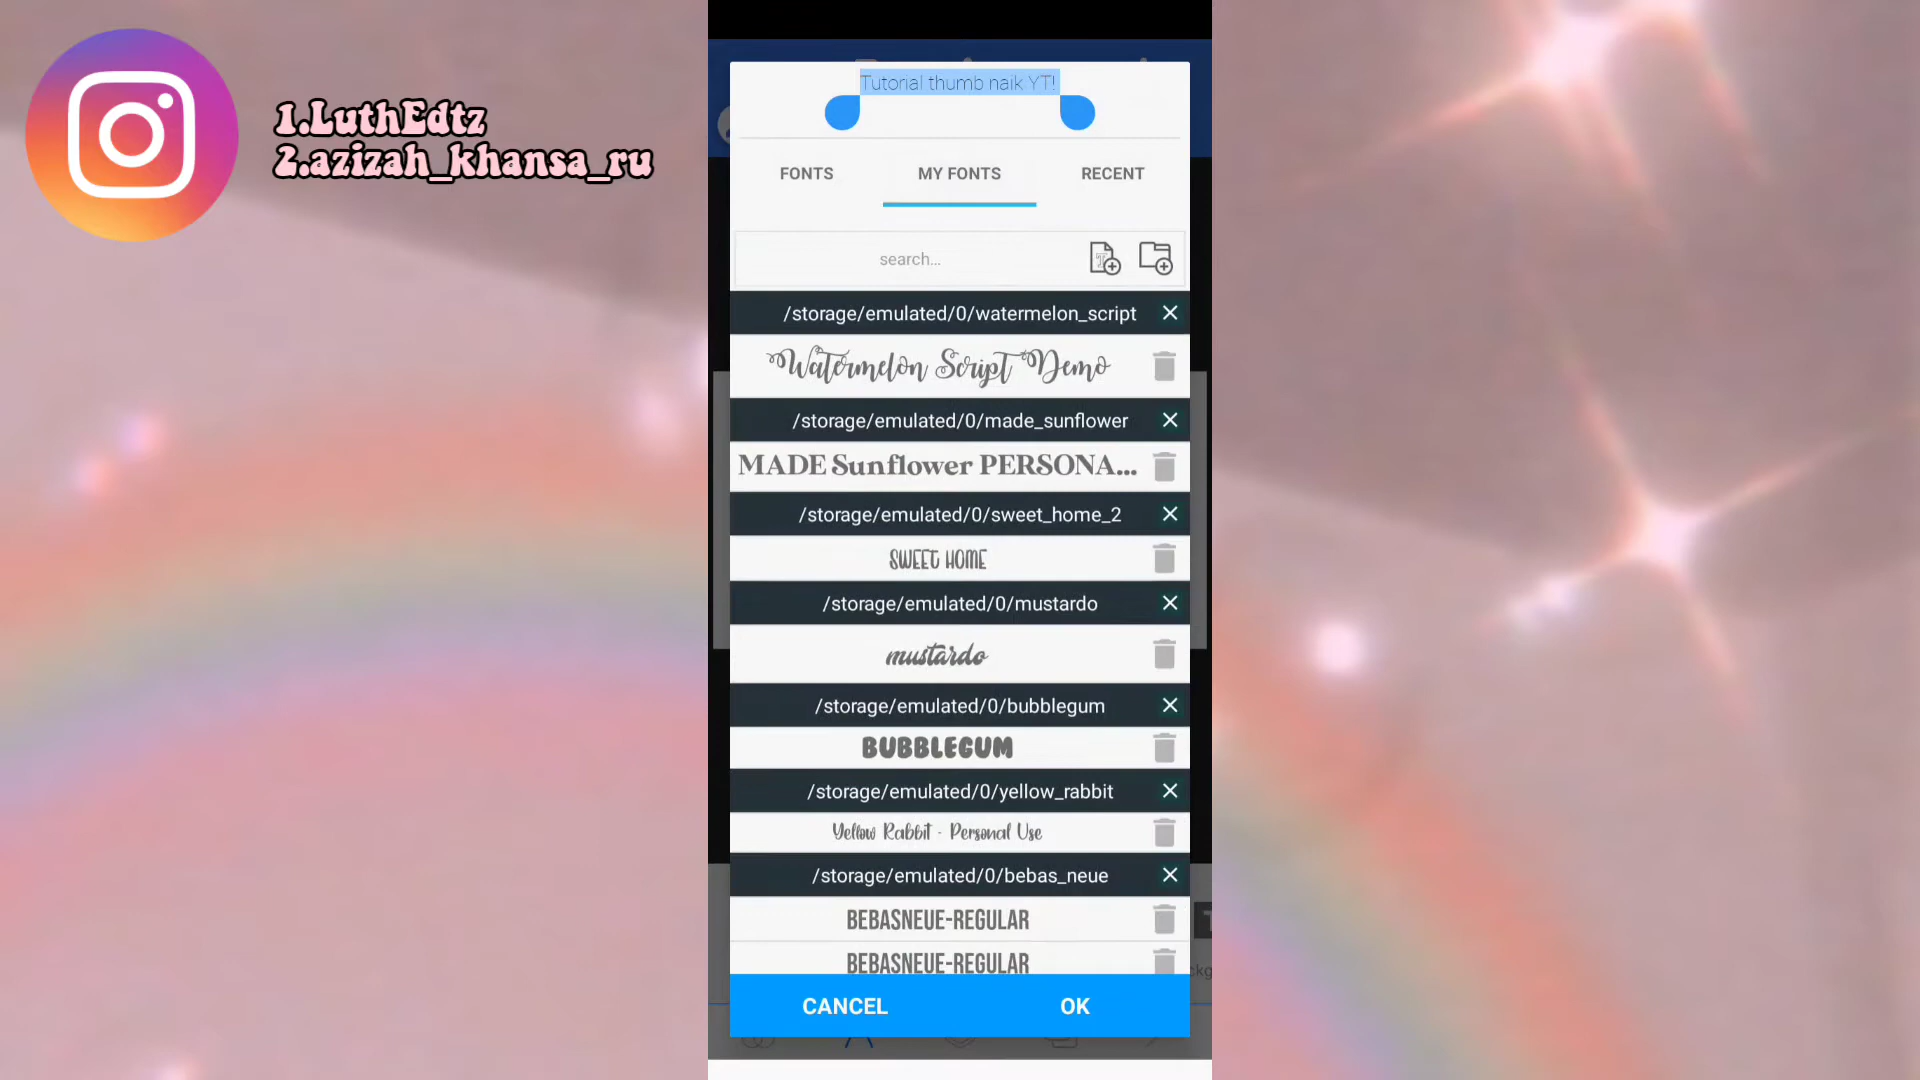 1.LuthEdtz
2.azizah_khansa_ru
Tutorial thumb naik YT!
FONTS
MY FONTS
RECENT
search...
/storage/emulated/0/watermelon_script
Watermelon Script Demo
/storage/emulated/0/made_sunflower
MADE Sunflower PERSONA...
/storage/emulated/0/sweet_home_2
SWEET HOME
/storage/emulated/0/mustardo
mustardo
/storage/emulated/0/bubblegum
BUBBLEGUM
/storage/emulated/0/yellow_rabbit
Yellow Rabbit - Personal Use
/storage/emulated/0/bebas_neue
BEBASNEUE-REGULAR
BEBASNEUE-REGULAR
CANCEL
OK